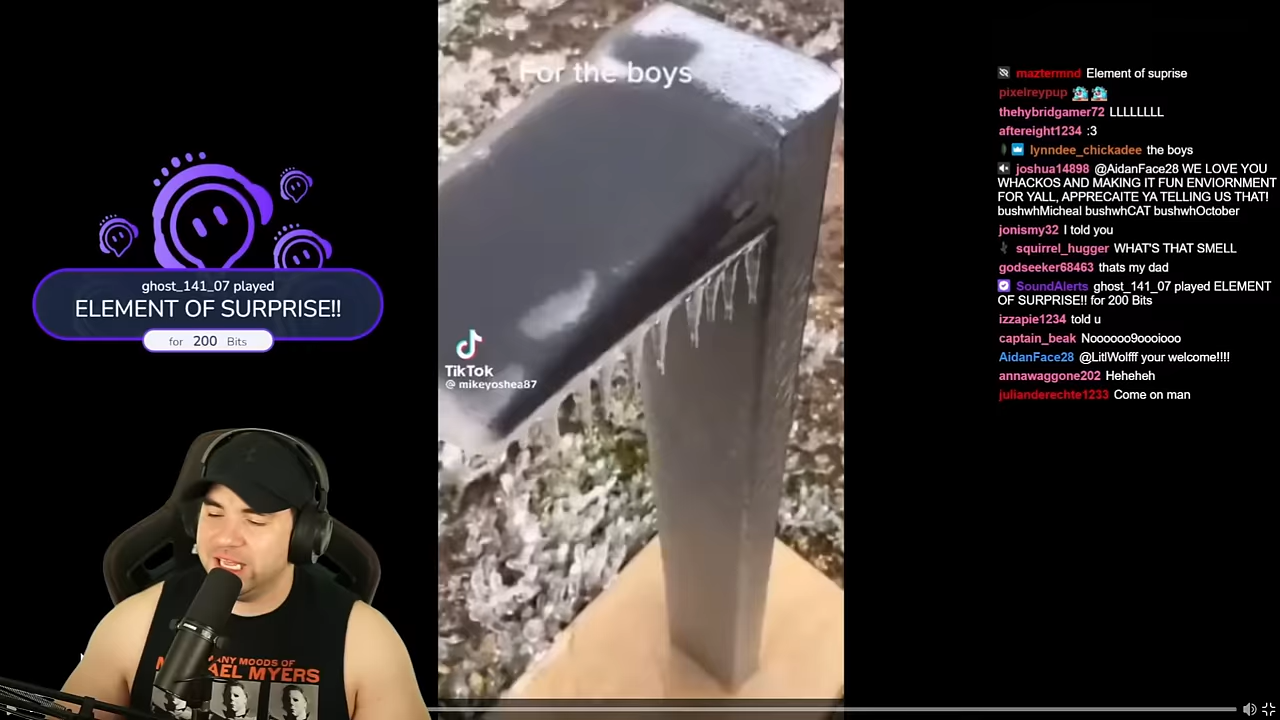 For the boys
TikTok
@ mikeyoshea87
ghost_141_07 played
ELEMENT OF SURPRISE!!
for 200 Bits
ANY MOODS OF
AEL MYERS
maztermnd Element of suprise
pixelreypup
thehybridgamer72 LLLLLLLL
aftereight1234 :3
lynndee_chickadee the boys
joshua14898 @AidanFace28 WE LOVE YOU
WHACKOS AND MAKING IT FUN ENVIORNMENT
FOR YALL, APPRECAITE YA TELLING US THAT!
bushwhMicheal bushwhCAT bushwhOctober
jonismy32 I told you
squirrel_hugger WHAT'S THAT SMELL
godseeker68463 thats my dad
SoundAlerts ghost_141_07 played ELEMENT
OF SURPRISE!! for 200 Bits
izzapie1234 told u
captain_beak Noooooo9oooiooo
AidanFace28 @LitlWolfff your welcome!!!!
annawaggone202 Heheheh
julianderechte1233 Come on man